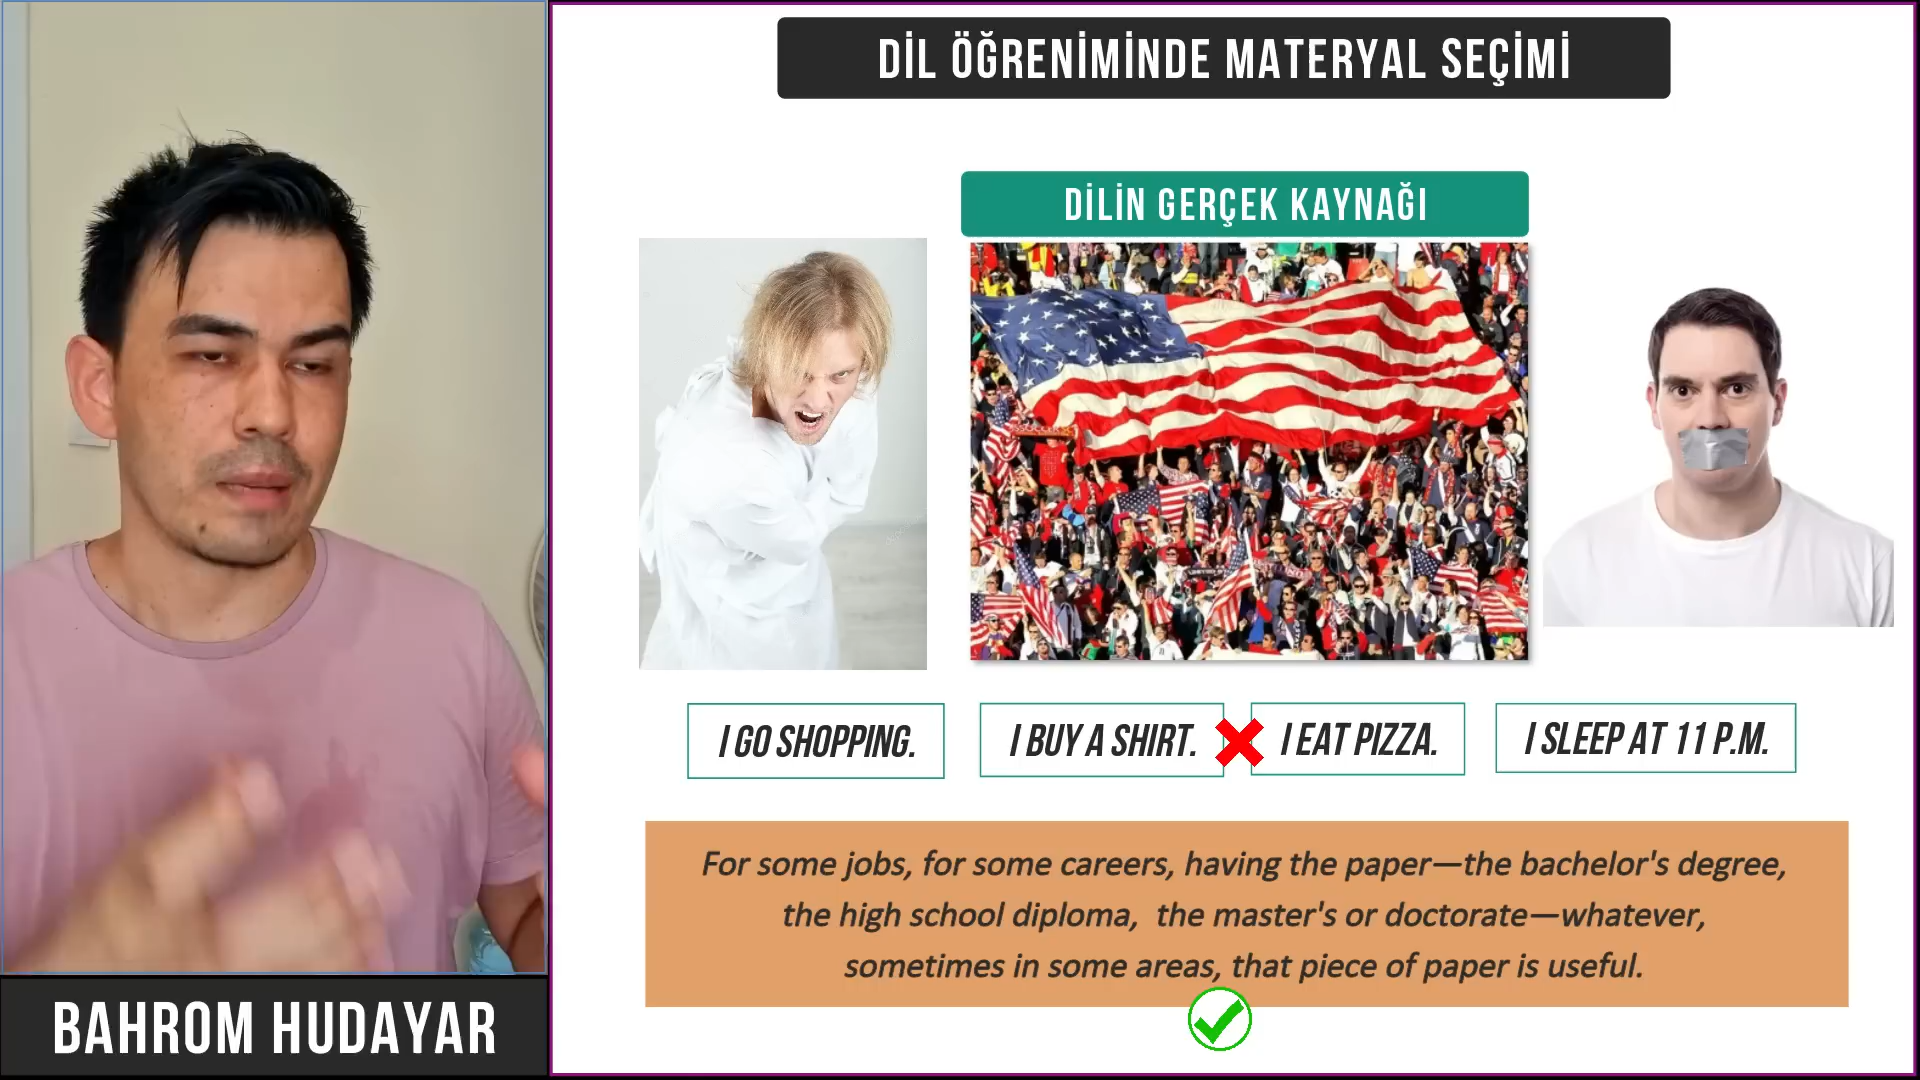 DİL ÖĞRENİMİNDE MATERYAL SEÇİMİ
DİLİN GERÇEK KAYNAĞI
I GO SHOPPING.
I BUY A SHIRT.
I EAT PIZZA.
I SLEEP AT 11 P.M.
For some jobs, for some careers, having the paper—the bachelor's degree,
the high school diploma, the master's or doctorate—whatever,
sometimes in some areas, that piece of paper is useful.
BAHROM HUDAYAR